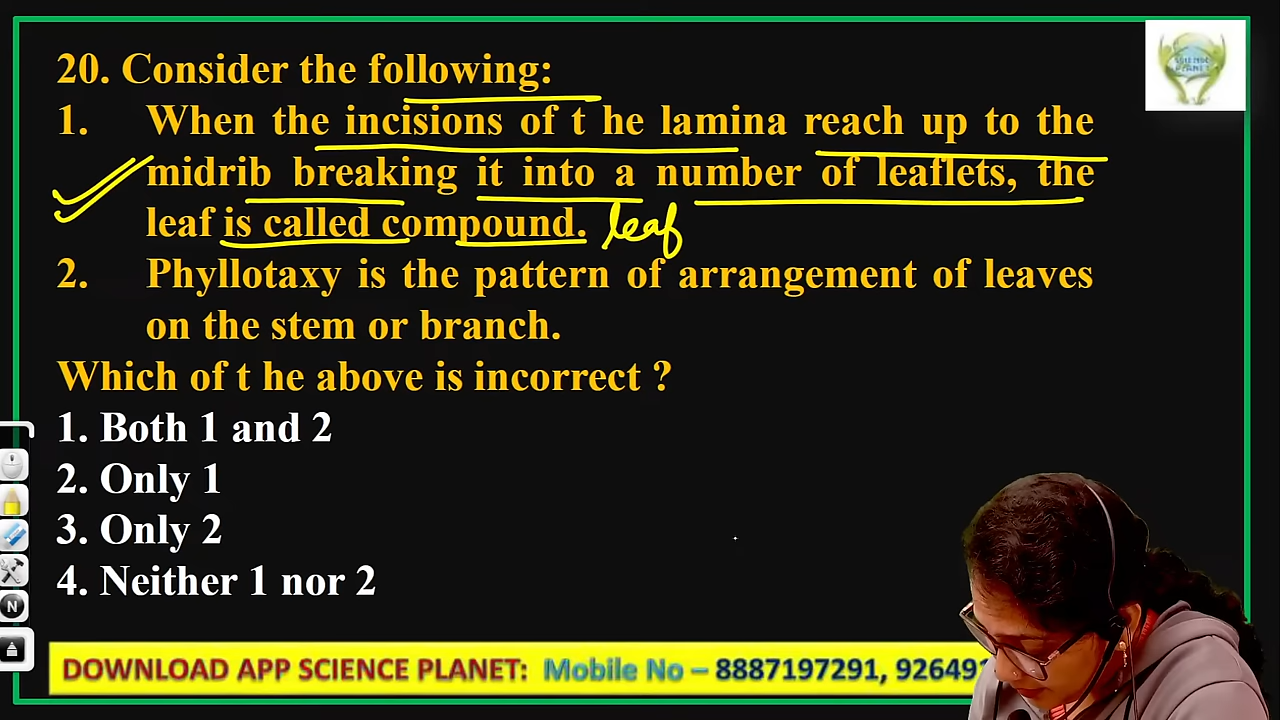 20. Consider the following:
1. When the incisions of t he lamina reach up to the
midrib breaking it into a number of leaflets, the
leaf is called compound. leaf
2. Phyllotaxy is the pattern of arrangement of leaves
on the stem or branch.
Which of t he above is incorrect ?
1. Both 1 and 2
2. Only 1
3. Only 2
4. Neither 1 nor 2
N
DOWNLOAD APP SCIENCE PLANET: Mobile No – 8887197291,
SCIENCE
PLANET